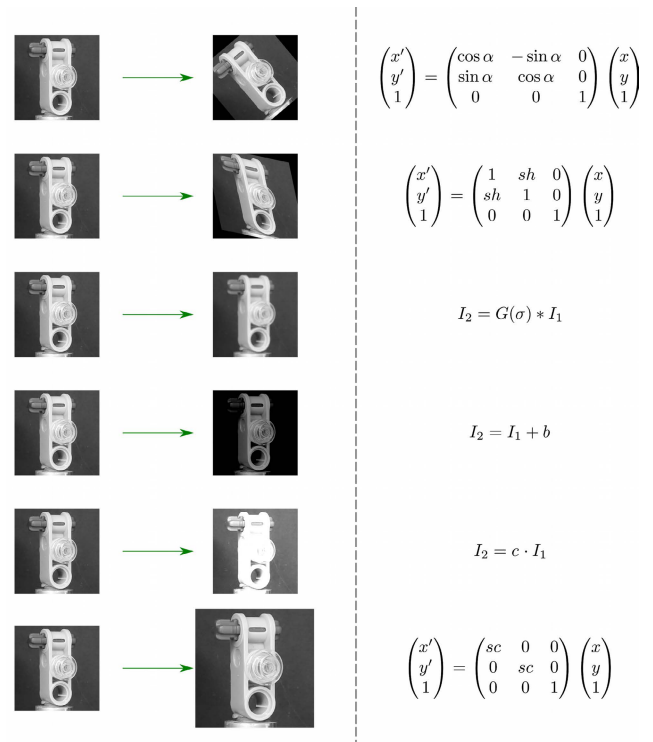 (x′ y′ 1) = (cos α − sin α 0; sin α cos α 0; 0 0 1) (x y 1)
(x′ y′ 1) = (1 sh 0; sh 1 0; 0 0 1) (x y 1)
I₂ = G(σ) ∗ I₁
I₂ = I₁ + b
I₂ = c · I₁
(x′ y′ 1) = (sc 0 0; 0 sc 0; 0 0 1) (x y 1)